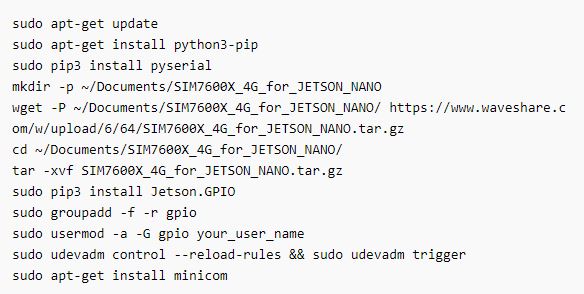 sudo apt-get update
sudo apt-get install python3-pip
sudo pip3 install pyserial
mkdir -p ~/Documents/SIM7600X_4G_for_JETSON_NANO
wget -P ~/Documents/SIM7600X_4G_for_JETSON_NANO/ https://www.waveshare.c
om/w/upload/6/64/SIM7600X_4G_for_JETSON_NANO.tar.gz
cd ~/Documents/SIM7600X_4G_for_JETSON_NANO/
tar -xvf SIM7600X_4G_for_JETSON_NANO.tar.gz
sudo pip3 install Jetson.GPIO
sudo groupadd -f -r gpio
sudo usermod -a -G gpio your_user_name
sudo udevadm control --reload-rules && sudo udevadm trigger
sudo apt-get install minicom